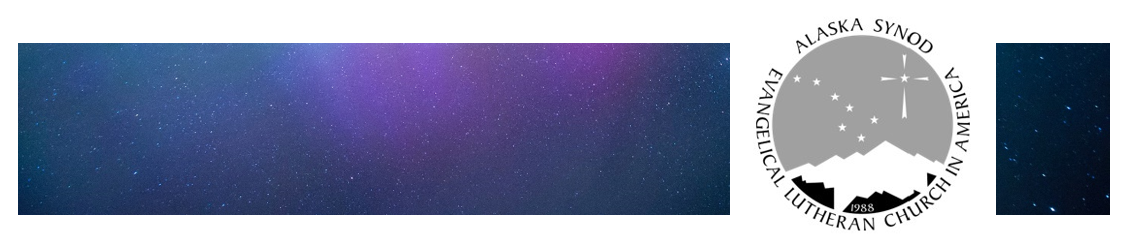 ALASKA SYNOD
EVANGELICAL LUTHERAN CHURCH IN AMERICA
1988